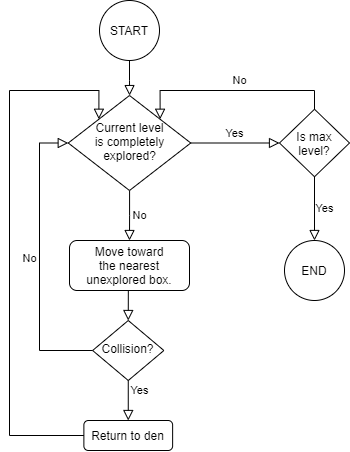 START
No
Current level
is completely
explored?
Yes
Is max
level?
No
Yes
Move toward
the nearest
unexplored box.
No
END
Collision?
Yes
Return to den